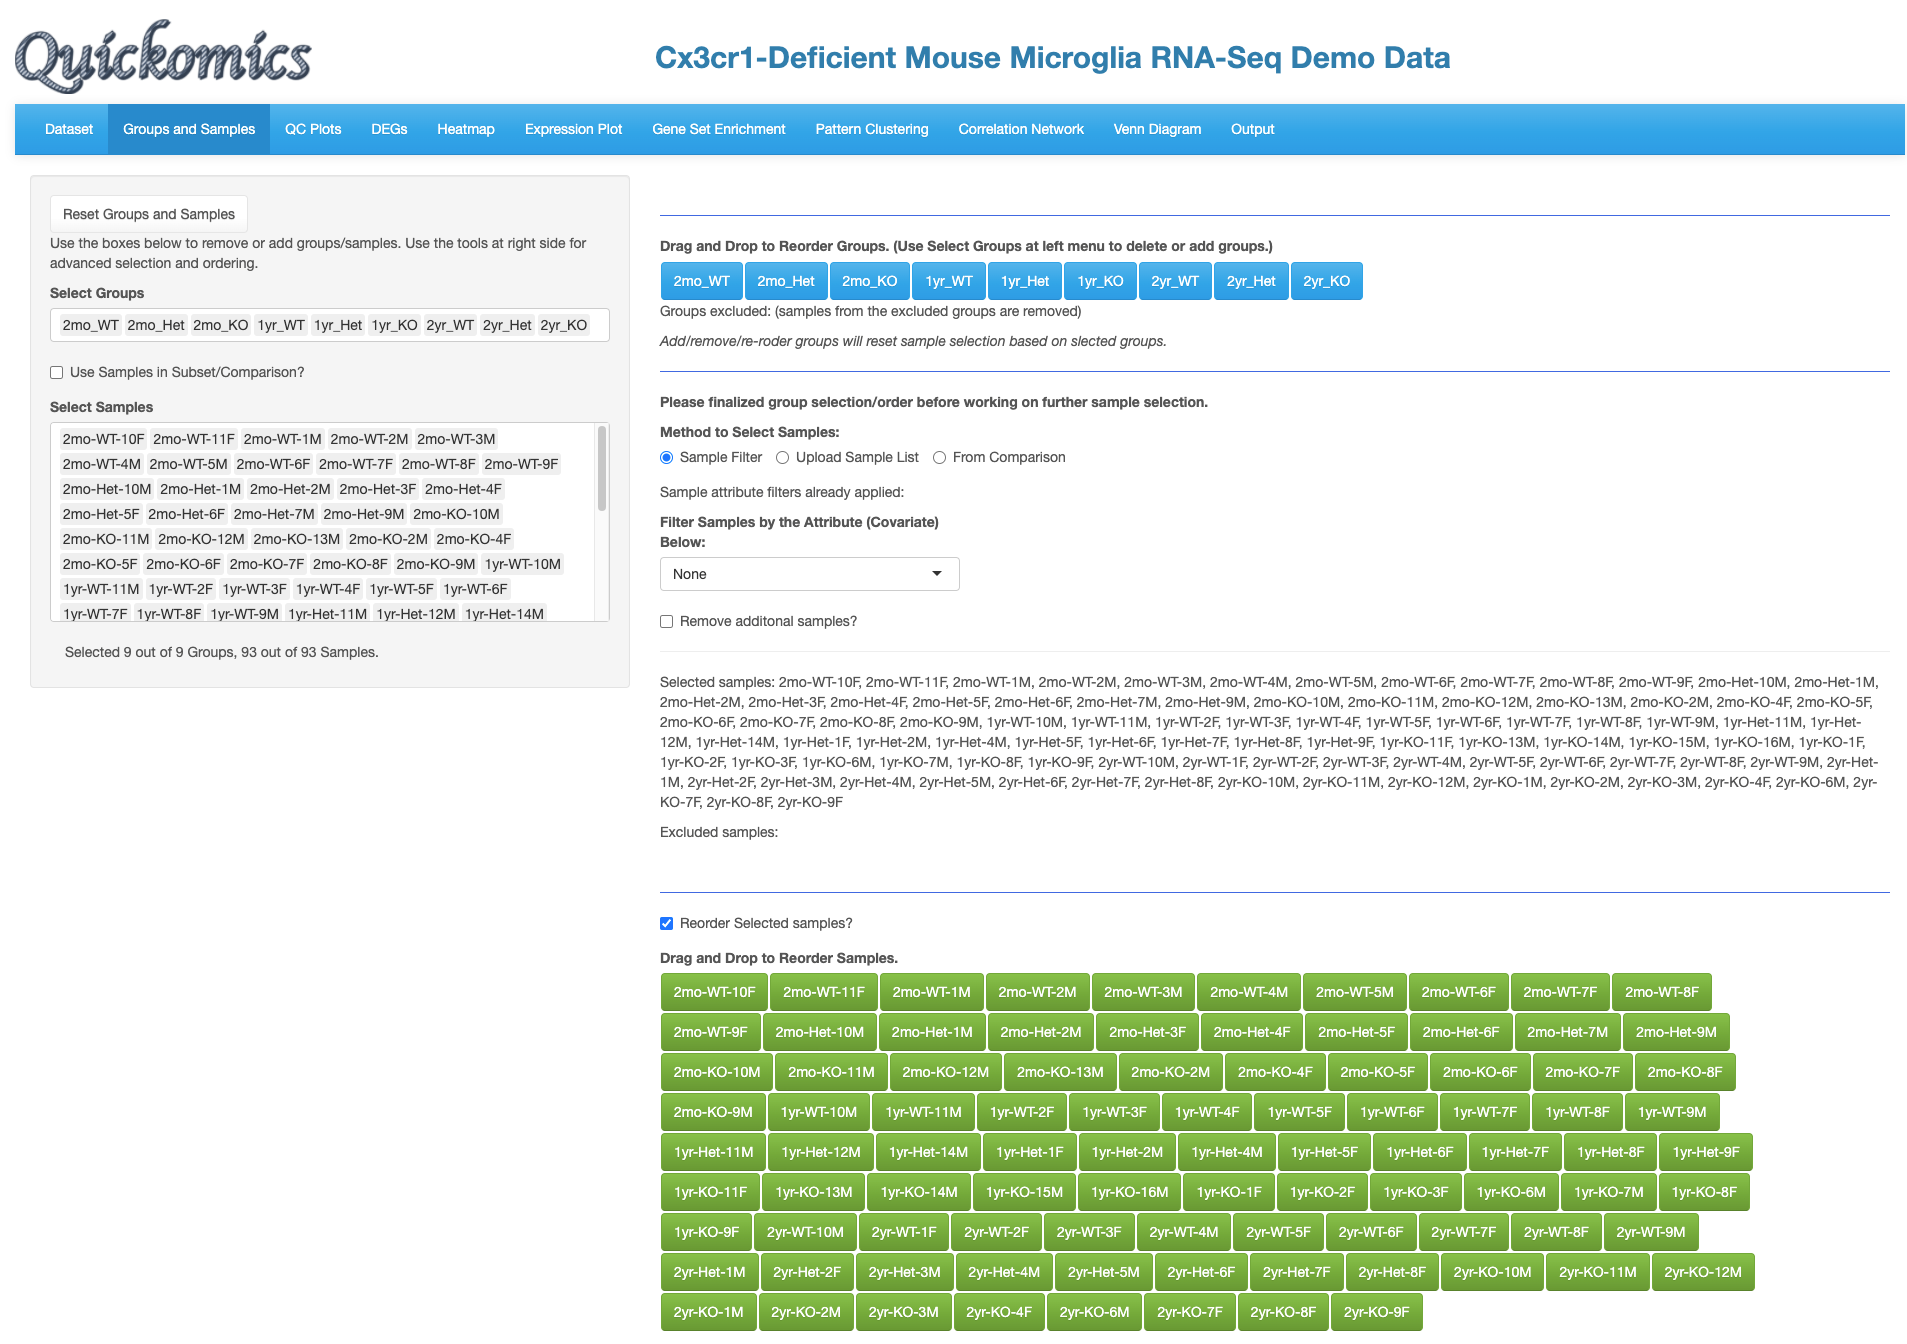 Quickomics
Cx3cr1-Deficient Mouse Microglia RNA-Seq Demo Data
Dataset Groups and Samples QC Plots DEGs Heatmap Expression Plot Gene Set Enrichment Pattern Clustering Correlation Network Venn Diagram Output
Reset Groups and Samples
Use the boxes below to remove or add groups/samples. Use the tools at right side for
advanced selection and ordering.
Select Groups
2mo_WT 2mo_Het 2mo_KO 1yr_WT 1yr_Het 1yr_KO 2yr_WT 2yr_Het 2yr_KO
Use Samples in Subset/Comparison?
Select Samples
2mo-WT-10F 2mo-WT-11F 2mo-WT-1M 2mo-WT-2M 2mo-WT-3M
2mo-WT-4M 2mo-WT-5M 2mo-WT-6F 2mo-WT-7F 2mo-WT-8F 2mo-WT-9F
2mo-Het-10M 2mo-Het-1M 2mo-Het-2M 2mo-Het-3F 2mo-Het-4F
2mo-Het-5F 2mo-Het-6F 2mo-Het-7M 2mo-Het-9M 2mo-KO-10M
2mo-KO-11M 2mo-KO-12M 2mo-KO-13M 2mo-KO-2M 2mo-KO-4F
2mo-KO-5F 2mo-KO-6F 2mo-KO-7F 2mo-KO-8F 2mo-KO-9M 1yr-WT-10M
1yr-WT-11M 1yr-WT-2F 1yr-WT-3F 1yr-WT-4F 1yr-WT-5F 1yr-WT-6F
1yr-WT-7F 1yr-WT-8F 1yr-WT-9M 1yr-Het-11M 1yr-Het-12M 1yr-Het-14M
Selected 9 out of 9 Groups, 93 out of 93 Samples.
Drag and Drop to Reorder Groups. (Use Select Groups at left menu to delete or add groups.)
2mo_WT 2mo_Het 2mo_KO 1yr_WT 1yr_Het 1yr_KO 2yr_WT 2yr_Het 2yr_KO
Groups excluded: (samples from the excluded groups are removed)
Add/remove/re-roder groups will reset sample selection based on slected groups.
Please finalized group selection/order before working on further sample selection.
Method to Select Samples:
Sample Filter Upload Sample List From Comparison
Sample attribute filters already applied:
Filter Samples by the Attribute (Covariate)
Below:
None
Remove additonal samples?
Selected samples: 2mo-WT-10F, 2mo-WT-11F, 2mo-WT-1M, 2mo-WT-2M, 2mo-WT-3M, 2mo-WT-4M, 2mo-WT-5M, 2mo-WT-6F, 2mo-WT-7F, 2mo-WT-8F, 2mo-WT-9F, 2mo-Het-10M, 2mo-Het-1M,
2mo-Het-2M, 2mo-Het-3F, 2mo-Het-4F, 2mo-Het-5F, 2mo-Het-6F, 2mo-Het-7M, 2mo-Het-9M, 2mo-KO-10M, 2mo-KO-11M, 2mo-KO-12M, 2mo-KO-13M, 2mo-KO-2M, 2mo-KO-4F, 2mo-KO-5F,
2mo-KO-6F, 2mo-KO-7F, 2mo-KO-8F, 2mo-KO-9M, 1yr-WT-10M, 1yr-WT-11M, 1yr-WT-2F, 1yr-WT-3F, 1yr-WT-4F, 1yr-WT-5F, 1yr-WT-6F, 1yr-WT-7F, 1yr-WT-8F, 1yr-WT-9M, 1yr-Het-11M, 1yr-Het-
12M, 1yr-Het-14M, 1yr-Het-1F, 1yr-Het-2M, 1yr-Het-4M, 1yr-Het-5F, 1yr-Het-6F, 1yr-Het-7F, 1yr-Het-8F, 1yr-Het-9F, 1yr-KO-11F, 1yr-KO-13M, 1yr-KO-14M, 1yr-KO-15M, 1yr-KO-16M, 1yr-KO-1F,
1yr-KO-2F, 1yr-KO-3F, 1yr-KO-6M, 1yr-KO-7M, 1yr-KO-8F, 1yr-KO-9F, 2yr-WT-10M, 2yr-WT-1F, 2yr-WT-2F, 2yr-WT-3F, 2yr-WT-4M, 2yr-WT-5F, 2yr-WT-6F, 2yr-WT-7F, 2yr-WT-8F, 2yr-WT-9M, 2yr-Het-
1M, 2yr-Het-2F, 2yr-Het-3M, 2yr-Het-4M, 2yr-Het-5M, 2yr-Het-6F, 2yr-Het-7F, 2yr-Het-8F, 2yr-KO-10M, 2yr-KO-11M, 2yr-KO-12M, 2yr-KO-1M, 2yr-KO-2M, 2yr-KO-3M, 2yr-KO-4F, 2yr-KO-6M, 2yr-
KO-7F, 2yr-KO-8F, 2yr-KO-9F
Excluded samples:
Reorder Selected samples?
Drag and Drop to Reorder Samples.
2mo-WT-10F 2mo-WT-11F 2mo-WT-1M 2mo-WT-2M 2mo-WT-3M 2mo-WT-4M 2mo-WT-5M 2mo-WT-6F 2mo-WT-7F 2mo-WT-8F
2mo-WT-9F 2mo-Het-10M 2mo-Het-1M 2mo-Het-2M 2mo-Het-3F 2mo-Het-4F 2mo-Het-5F 2mo-Het-6F 2mo-Het-7M 2mo-Het-9M
2mo-KO-10M 2mo-KO-11M 2mo-KO-12M 2mo-KO-13M 2mo-KO-2M 2mo-KO-4F 2mo-KO-5F 2mo-KO-6F 2mo-KO-7F 2mo-KO-8F
2mo-KO-9M 1yr-WT-10M 1yr-WT-11M 1yr-WT-2F 1yr-WT-3F 1yr-WT-4F 1yr-WT-5F 1yr-WT-6F 1yr-WT-7F 1yr-WT-8F 1yr-WT-9M
1yr-Het-11M 1yr-Het-12M 1yr-Het-14M 1yr-Het-1F 1yr-Het-2M 1yr-Het-4M 1yr-Het-5F 1yr-Het-6F 1yr-Het-7F 1yr-Het-8F 1yr-Het-9F
1yr-KO-11F 1yr-KO-13M 1yr-KO-14M 1yr-KO-15M 1yr-KO-16M 1yr-KO-1F 1yr-KO-2F 1yr-KO-3F 1yr-KO-6M 1yr-KO-7M 1yr-KO-8F
1yr-KO-9F 2yr-WT-10M 2yr-WT-1F 2yr-WT-2F 2yr-WT-3F 2yr-WT-4M 2yr-WT-5F 2yr-WT-6F 2yr-WT-7F 2yr-WT-8F 2yr-WT-9M
2yr-Het-1M 2yr-Het-2F 2yr-Het-3M 2yr-Het-4M 2yr-Het-5M 2yr-Het-6F 2yr-Het-7F 2yr-Het-8F 2yr-KO-10M 2yr-KO-11M 2yr-KO-12M
2yr-KO-1M 2yr-KO-2M 2yr-KO-3M 2yr-KO-4F 2yr-KO-6M 2yr-KO-7F 2yr-KO-8F 2yr-KO-9F